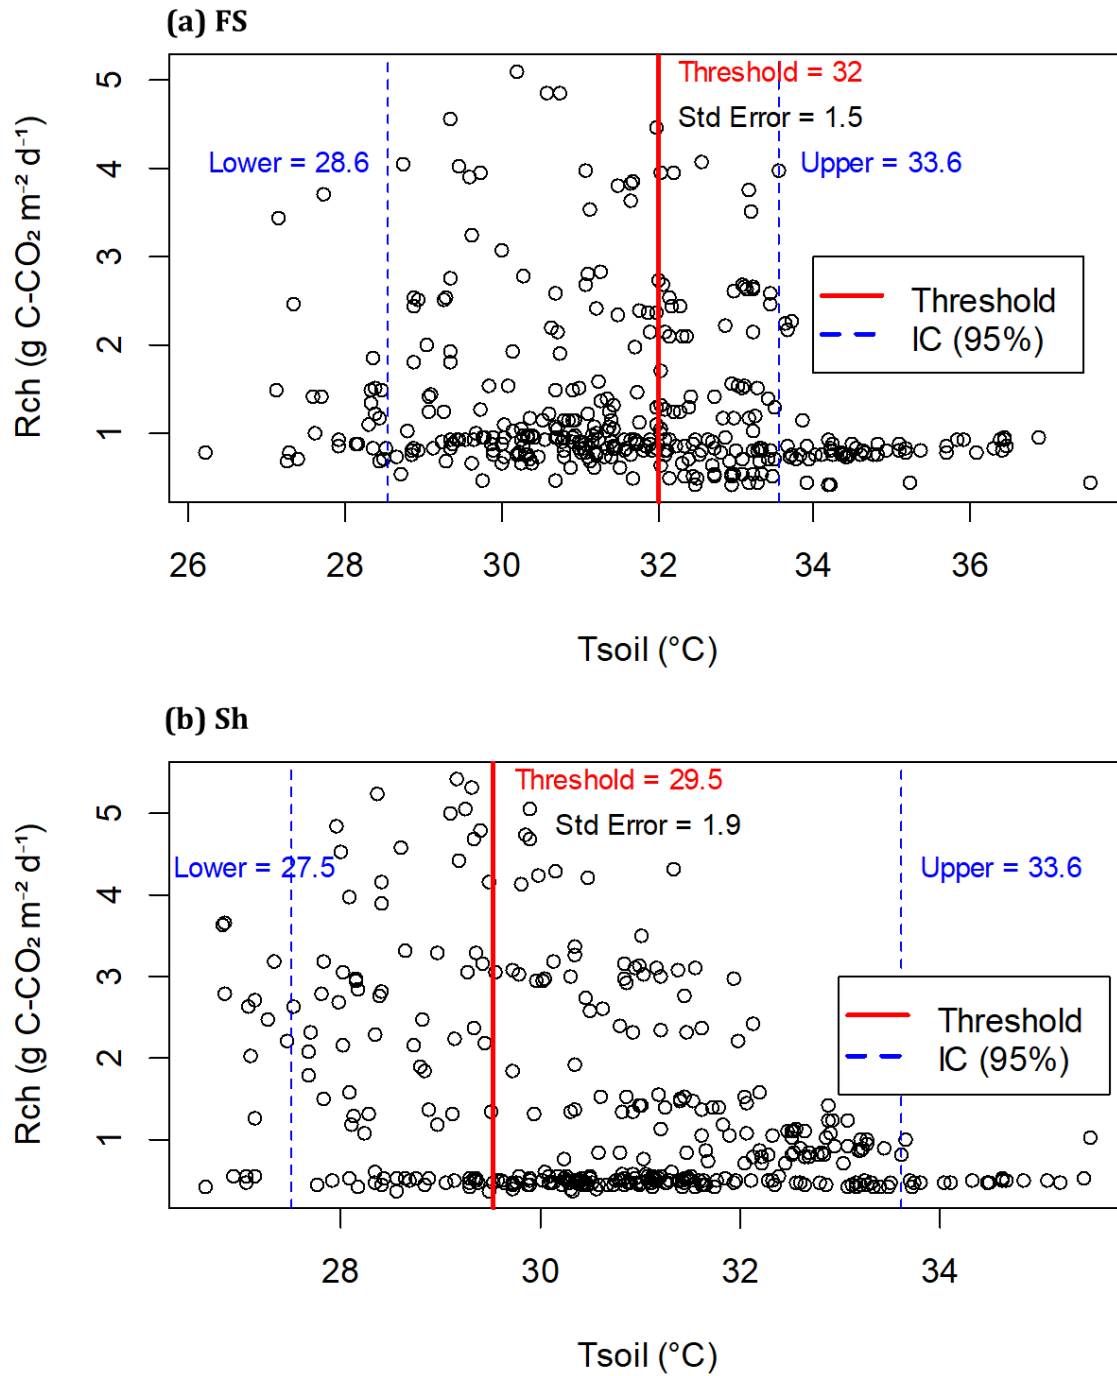 (a) FS
Threshold = 32
Std Error = 1.5
Lower = 28.6
Upper = 33.6
Threshold
IC (95%)
5
4
3
2
1
Rch (g C-CO₂ m⁻² d⁻¹)
26 28 30 32 34 36
Tsoil (°C)
(b) Sh
Threshold = 29.5
Std Error = 1.9
Lower = 27.5
Upper = 33.6
Threshold
IC (95%)
5
4
3
2
1
Rch (g C-CO₂ m⁻² d⁻¹)
28 30 32 34
Tsoil (°C)